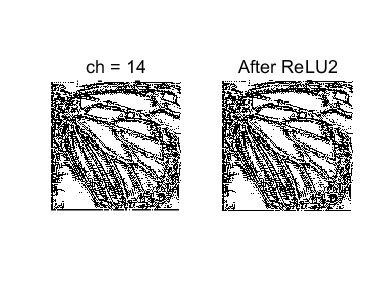 ch = 14
After ReLU2